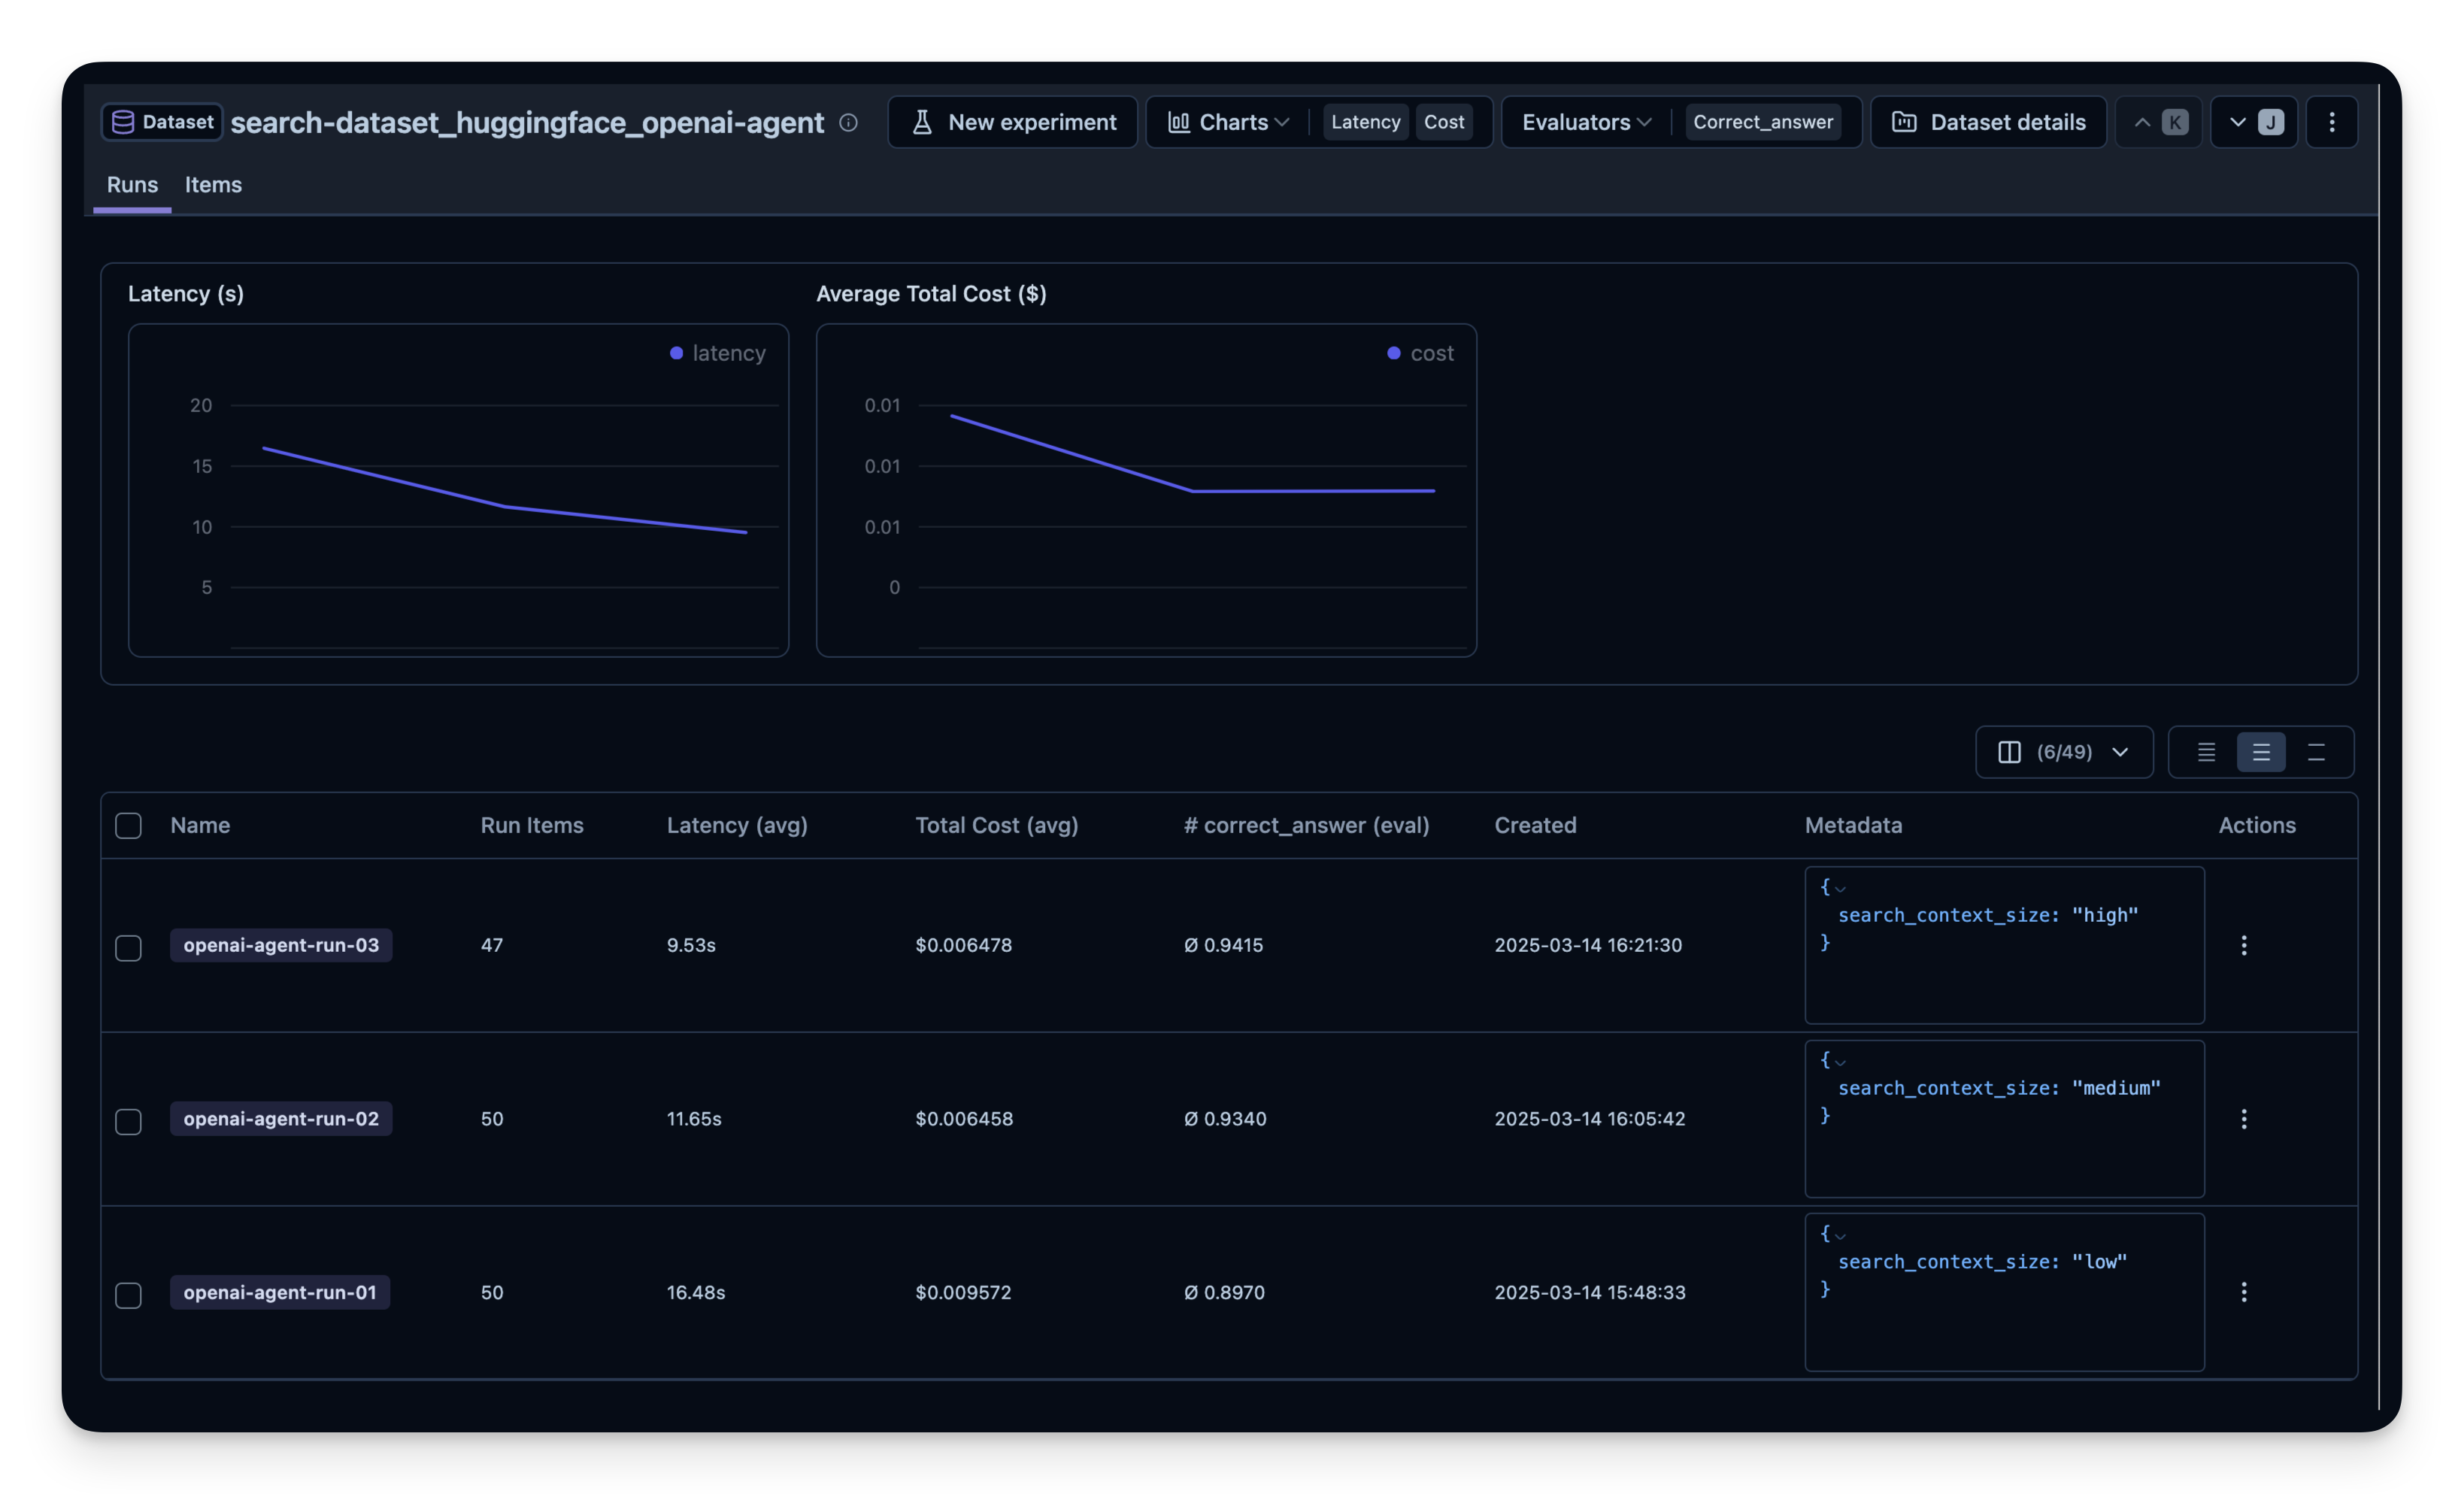 Dataset search-dataset_huggingface_openai-agent New experiment Charts Latency Cost Evaluators Correct_answer Dataset details K J
Runs Items
Latency (s) Average Total Cost ($)
latency cost
20 0.01
15 0.01
10 0.01
5 0
(6/49)
Name Run Items Latency (avg) Total Cost (avg) # correct_answer (eval) Created Metadata Actions
{
search_context_size: "high"
openai-agent-run-03 47 9.53s $0.006478 Ø 0.9415 2025-03-14 16:21:30 }
{
search_context_size: "medium"
openai-agent-run-02 50 11.65s $0.006458 Ø 0.9340 2025-03-14 16:05:42 }
{
search_context_size: "low"
openai-agent-run-01 50 16.48s $0.009572 Ø 0.8970 2025-03-14 15:48:33 }